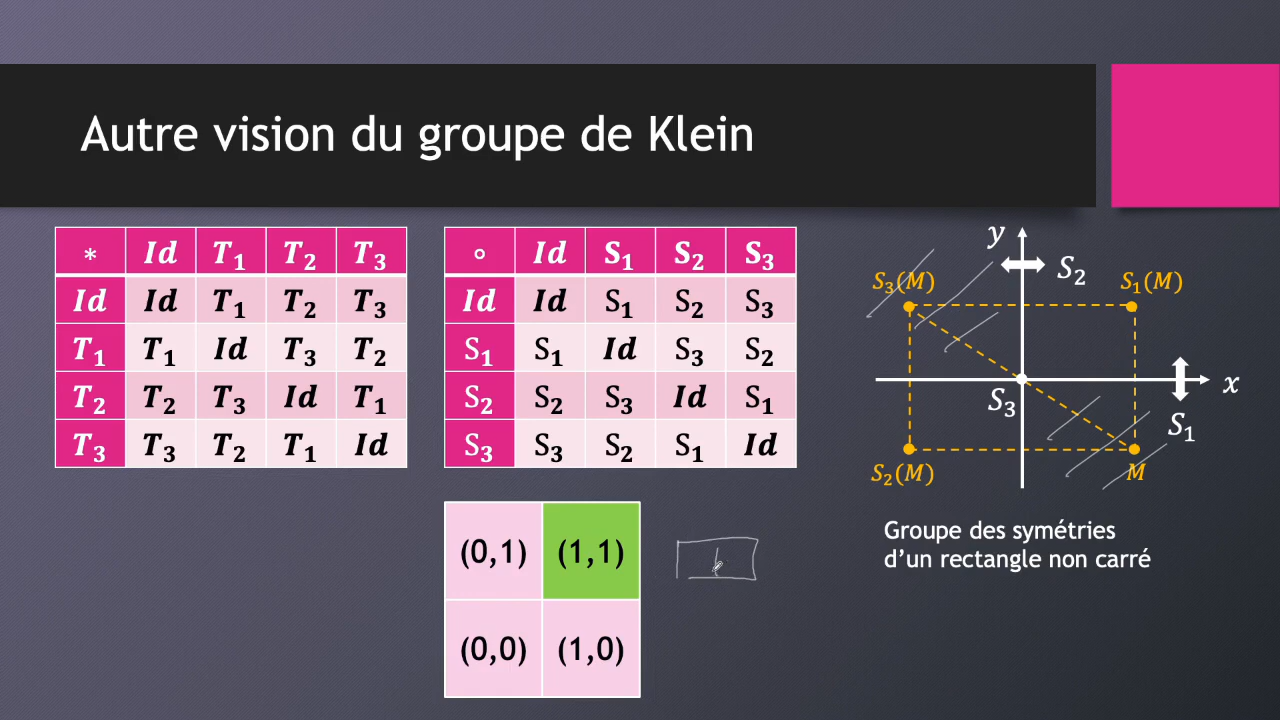 Autre vision du groupe de Klein
* Id T₁ T₂ T₃
Id Id T₁ T₂ T₃
T₁ T₁ Id T₃ T₂
T₂ T₂ T₃ Id T₁
T₃ T₃ T₂ T₁ Id
∘ Id S₁ S₂ S₃
Id Id S₁ S₂ S₃
S₁ S₁ Id S₃ S₂
S₂ S₂ S₃ Id S₁
S₃ S₃ S₂ S₁ Id
y
S₂
S₃(M) S₁(M)
x
S₃
S₁
S₂(M) M
Groupe des symétries
d’un rectangle non carré
(0,1) (1,1)
(0,0) (1,0)